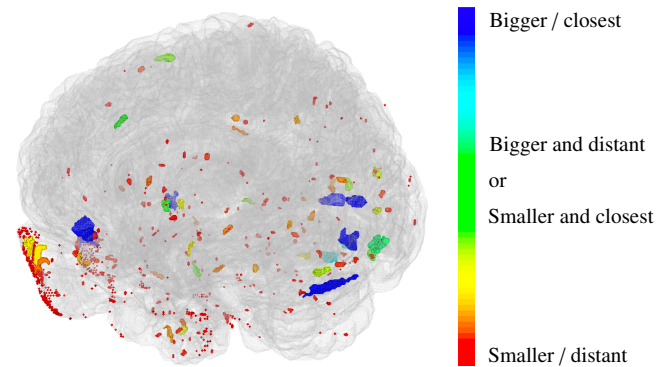 Bigger / closest
Bigger and distant
or
Smaller and closest
Smaller / distant